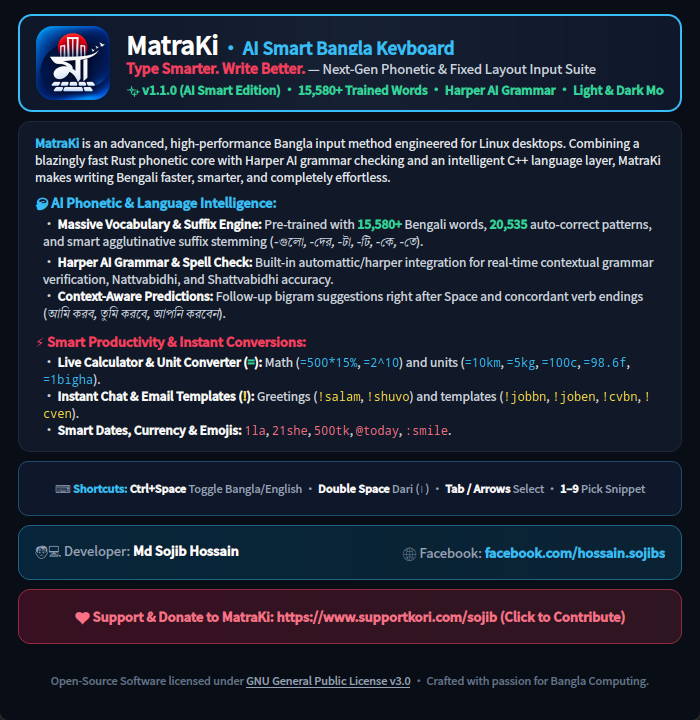 মা
MatraKi • AI Smart Bangla Keyboard
Type Smarter. Write Better. — Next-Gen Phonetic & Fixed Layout Input Suite
v1.1.0 (AI Smart Edition) • 15,580+ Trained Words • Harper AI Grammar • Light & Dark Mo
MatraKi is an advanced, high-performance Bangla input method engineered for Linux desktops. Combining a
blazingly fast Rust phonetic core with Harper AI grammar checking and an intelligent C++ language layer, MatraKi
makes writing Bengali faster, smarter, and completely effortless.
AI Phonetic & Language Intelligence:
• Massive Vocabulary & Suffix Engine: Pre-trained with 15,580+ Bengali words, 20,535 auto-correct patterns,
and smart agglutinative suffix stemming (-গুলো, -দের, -টা, -টি, -কে, -তে).
• Harper AI Grammar & Spell Check: Built-in automattic/harper integration for real-time contextual grammar
verification, Nattvabidhi, and Shattvabidhi accuracy.
• Context-Aware Predictions: Follow-up bigram suggestions right after Space and concordant verb endings
(আমি করব, তুমি করবে, আপনি করবেন).
⚡ Smart Productivity & Instant Conversions:
• Live Calculator & Unit Converter (=): Math (=500*15%, =2^10) and units (=10km, =5kg, =100c, =98.6f,
=1bigha).
• Instant Chat & Email Templates (!): Greetings (!salam, !shuvo) and templates (!jobbn, !joben, !cvbn, !
cven).
• Smart Dates, Currency & Emojis: 1la, 21she, 500tk, @today, :smile.
Shortcuts: Ctrl+Space Toggle Bangla/English • Double Space Dari (।) • Tab / Arrows Select • 1–9 Pick Snippet
Developer: Md Sojib Hossain
Facebook: facebook.com/hossain.sojibs
Support & Donate to MatraKi: https://www.supportkori.com/sojib (Click to Contribute)
Open-Source Software licensed under GNU General Public License v3.0 • Crafted with passion for Bangla Computing.